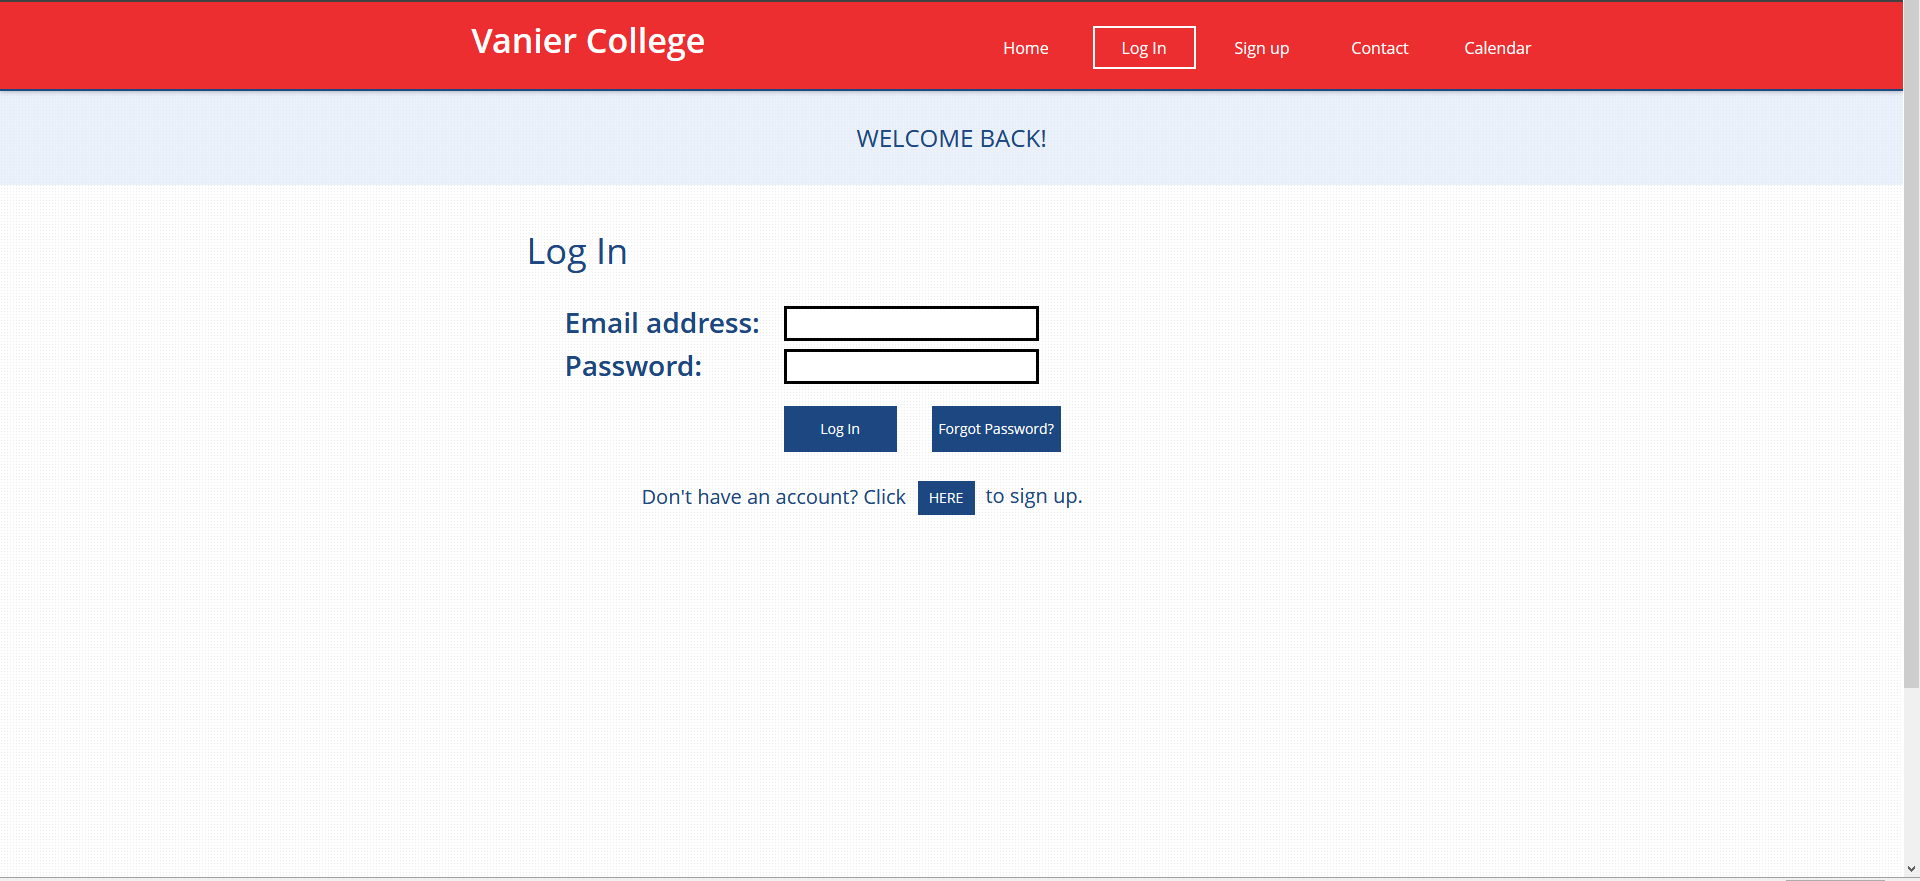 Vanier College
Home Log In Sign up Contact Calendar
WELCOME BACK!
Log In
Email address:
Password:
Log In Forgot Password?
Don't have an account? Click HERE to sign up.